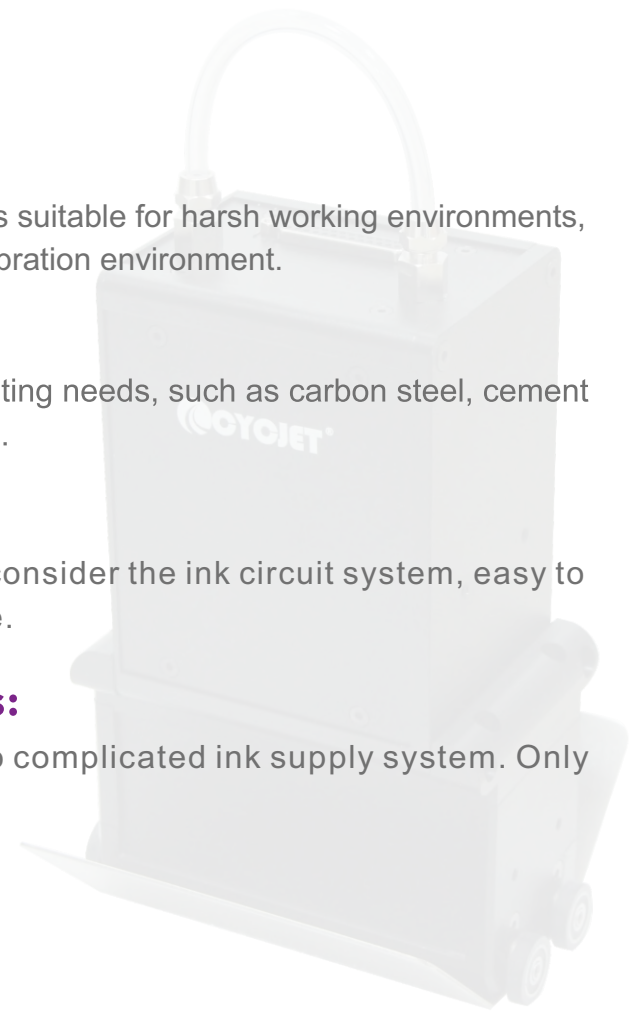 s suitable for harsh working environments,
bration environment.
ting needs, such as carbon steel, cement
.
CYCJET®
consider the ink circuit system, easy to
e.
s:
o complicated ink supply system. Only